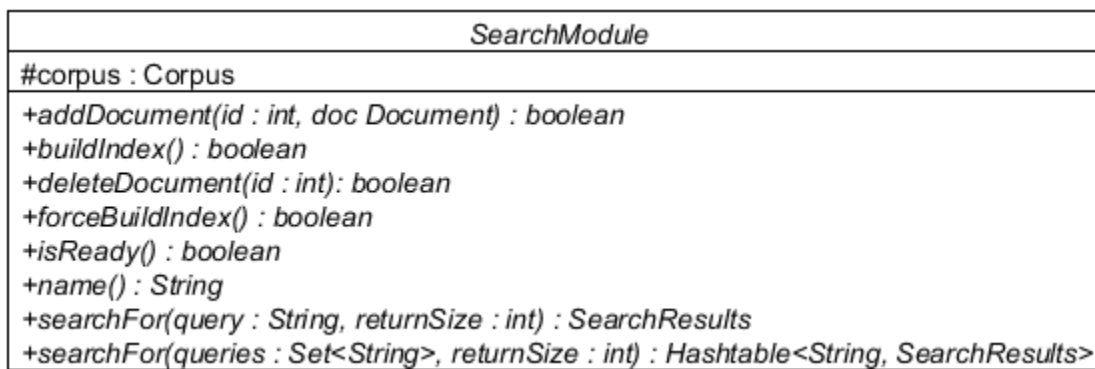 SearchModule
#corpus : Corpus
+addDocument(id : int, doc Document) : boolean
+buildIndex() : boolean
+deleteDocument(id : int): boolean
+forceBuildIndex() : boolean
+isReady() : boolean
+name() : String
+searchFor(query : String, returnSize : int) : SearchResults
+searchFor(queries : Set<String>, returnSize : int) : Hashtable<String, SearchResults>